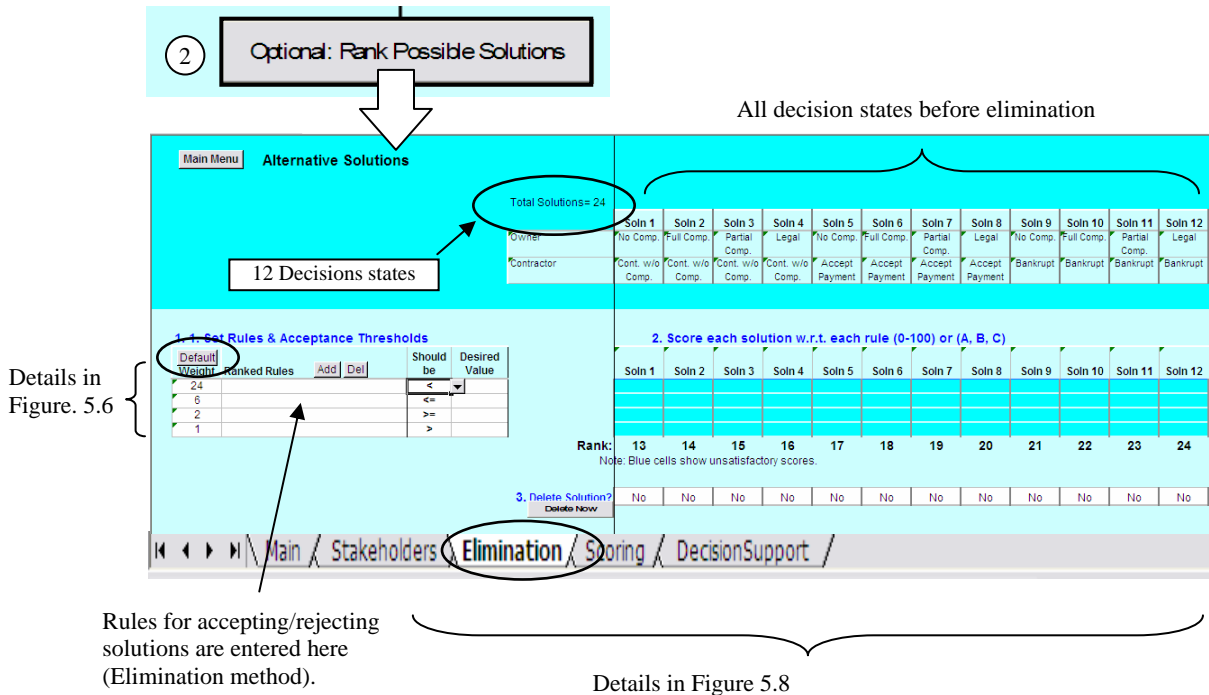 2
Optional: Rank Possible Solutions
All decision states before elimination
Main Menu Alternative Solutions
Total Solutions= 24
Soln 1 Soln 2 Soln 3 Soln 4 Soln 5 Soln 6 Soln 7 Soln 8 Soln 9 Soln 10 Soln 11 Soln 12
Owner No Comp. Full Comp. Partial Comp. Legal No Comp. Full Comp. Partial Comp. Legal No Comp. Full Comp. Partial Comp. Legal
Contractor Cont. w/o Comp. Cont. w/o Comp. Cont. w/o Comp. Cont. w/o Comp. Accept Payment Accept Payment Accept Payment Accept Payment Bankrupt Bankrupt Bankrupt Bankrupt
12 Decisions states
1. 1. Set Rules & Acceptance Thresholds
2. Score each solution w.r.t. each rule (0-100) or (A, B, C)
Default
Weight Ranked Rules Add Del Should be Desired Value
Soln 1 Soln 2 Soln 3 Soln 4 Soln 5 Soln 6 Soln 7 Soln 8 Soln 9 Soln 10 Soln 11 Soln 12
Details in
Figure. 5.6
24 <
6 <=
2 >=
1 >
Rank: 13 14 15 16 17 18 19 20 21 22 23 24
Note: Blue cells show unsatisfactory scores.
3. Delete Solution? No No No No No No No No No No No No
Delete Now
Main Stakeholders Elimination Scoring DecisionSupport
Rules for accepting/rejecting
solutions are entered here
(Elimination method).
Details in Figure 5.8